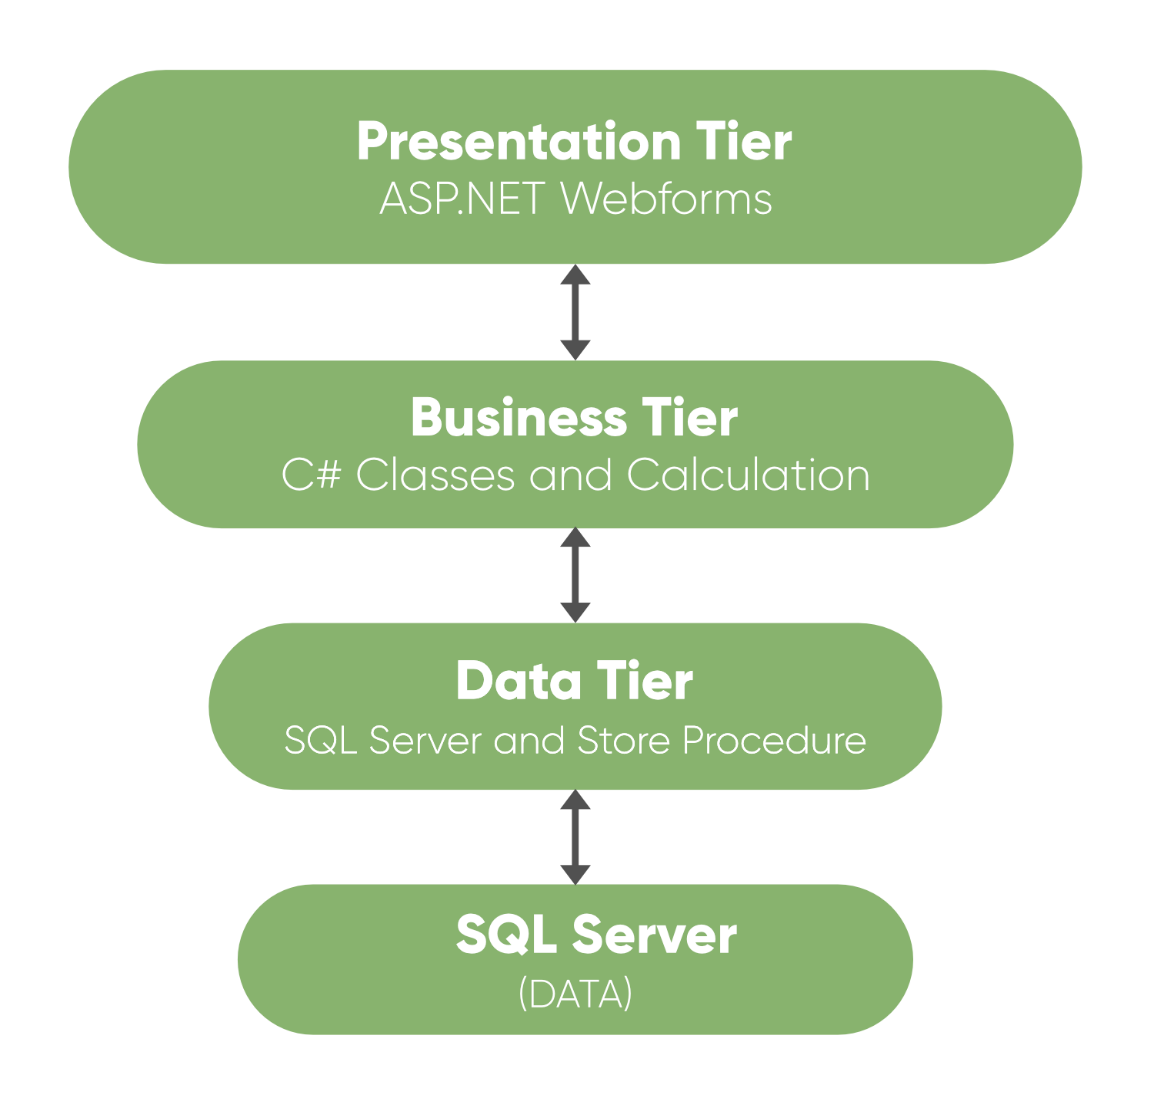 Presentation Tier
ASP.NET Webforms
Business Tier
C# Classes and Calculation
Data Tier
SQL Server and Store Procedure
SQL Server
(DATA)